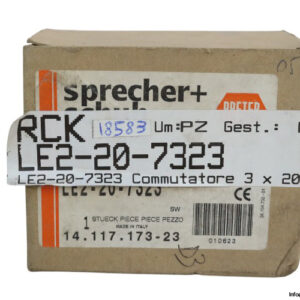 sprecher+
RCK 18583 Um:PZ Gest.:
LE2-20-7323
LE2-20-7323 Commutatore 3 x 20
LE2-20-7323
SW
1 STUECK PIECE PIECE PEZZO
MADE IN ITALY
14.117.173-23
010623